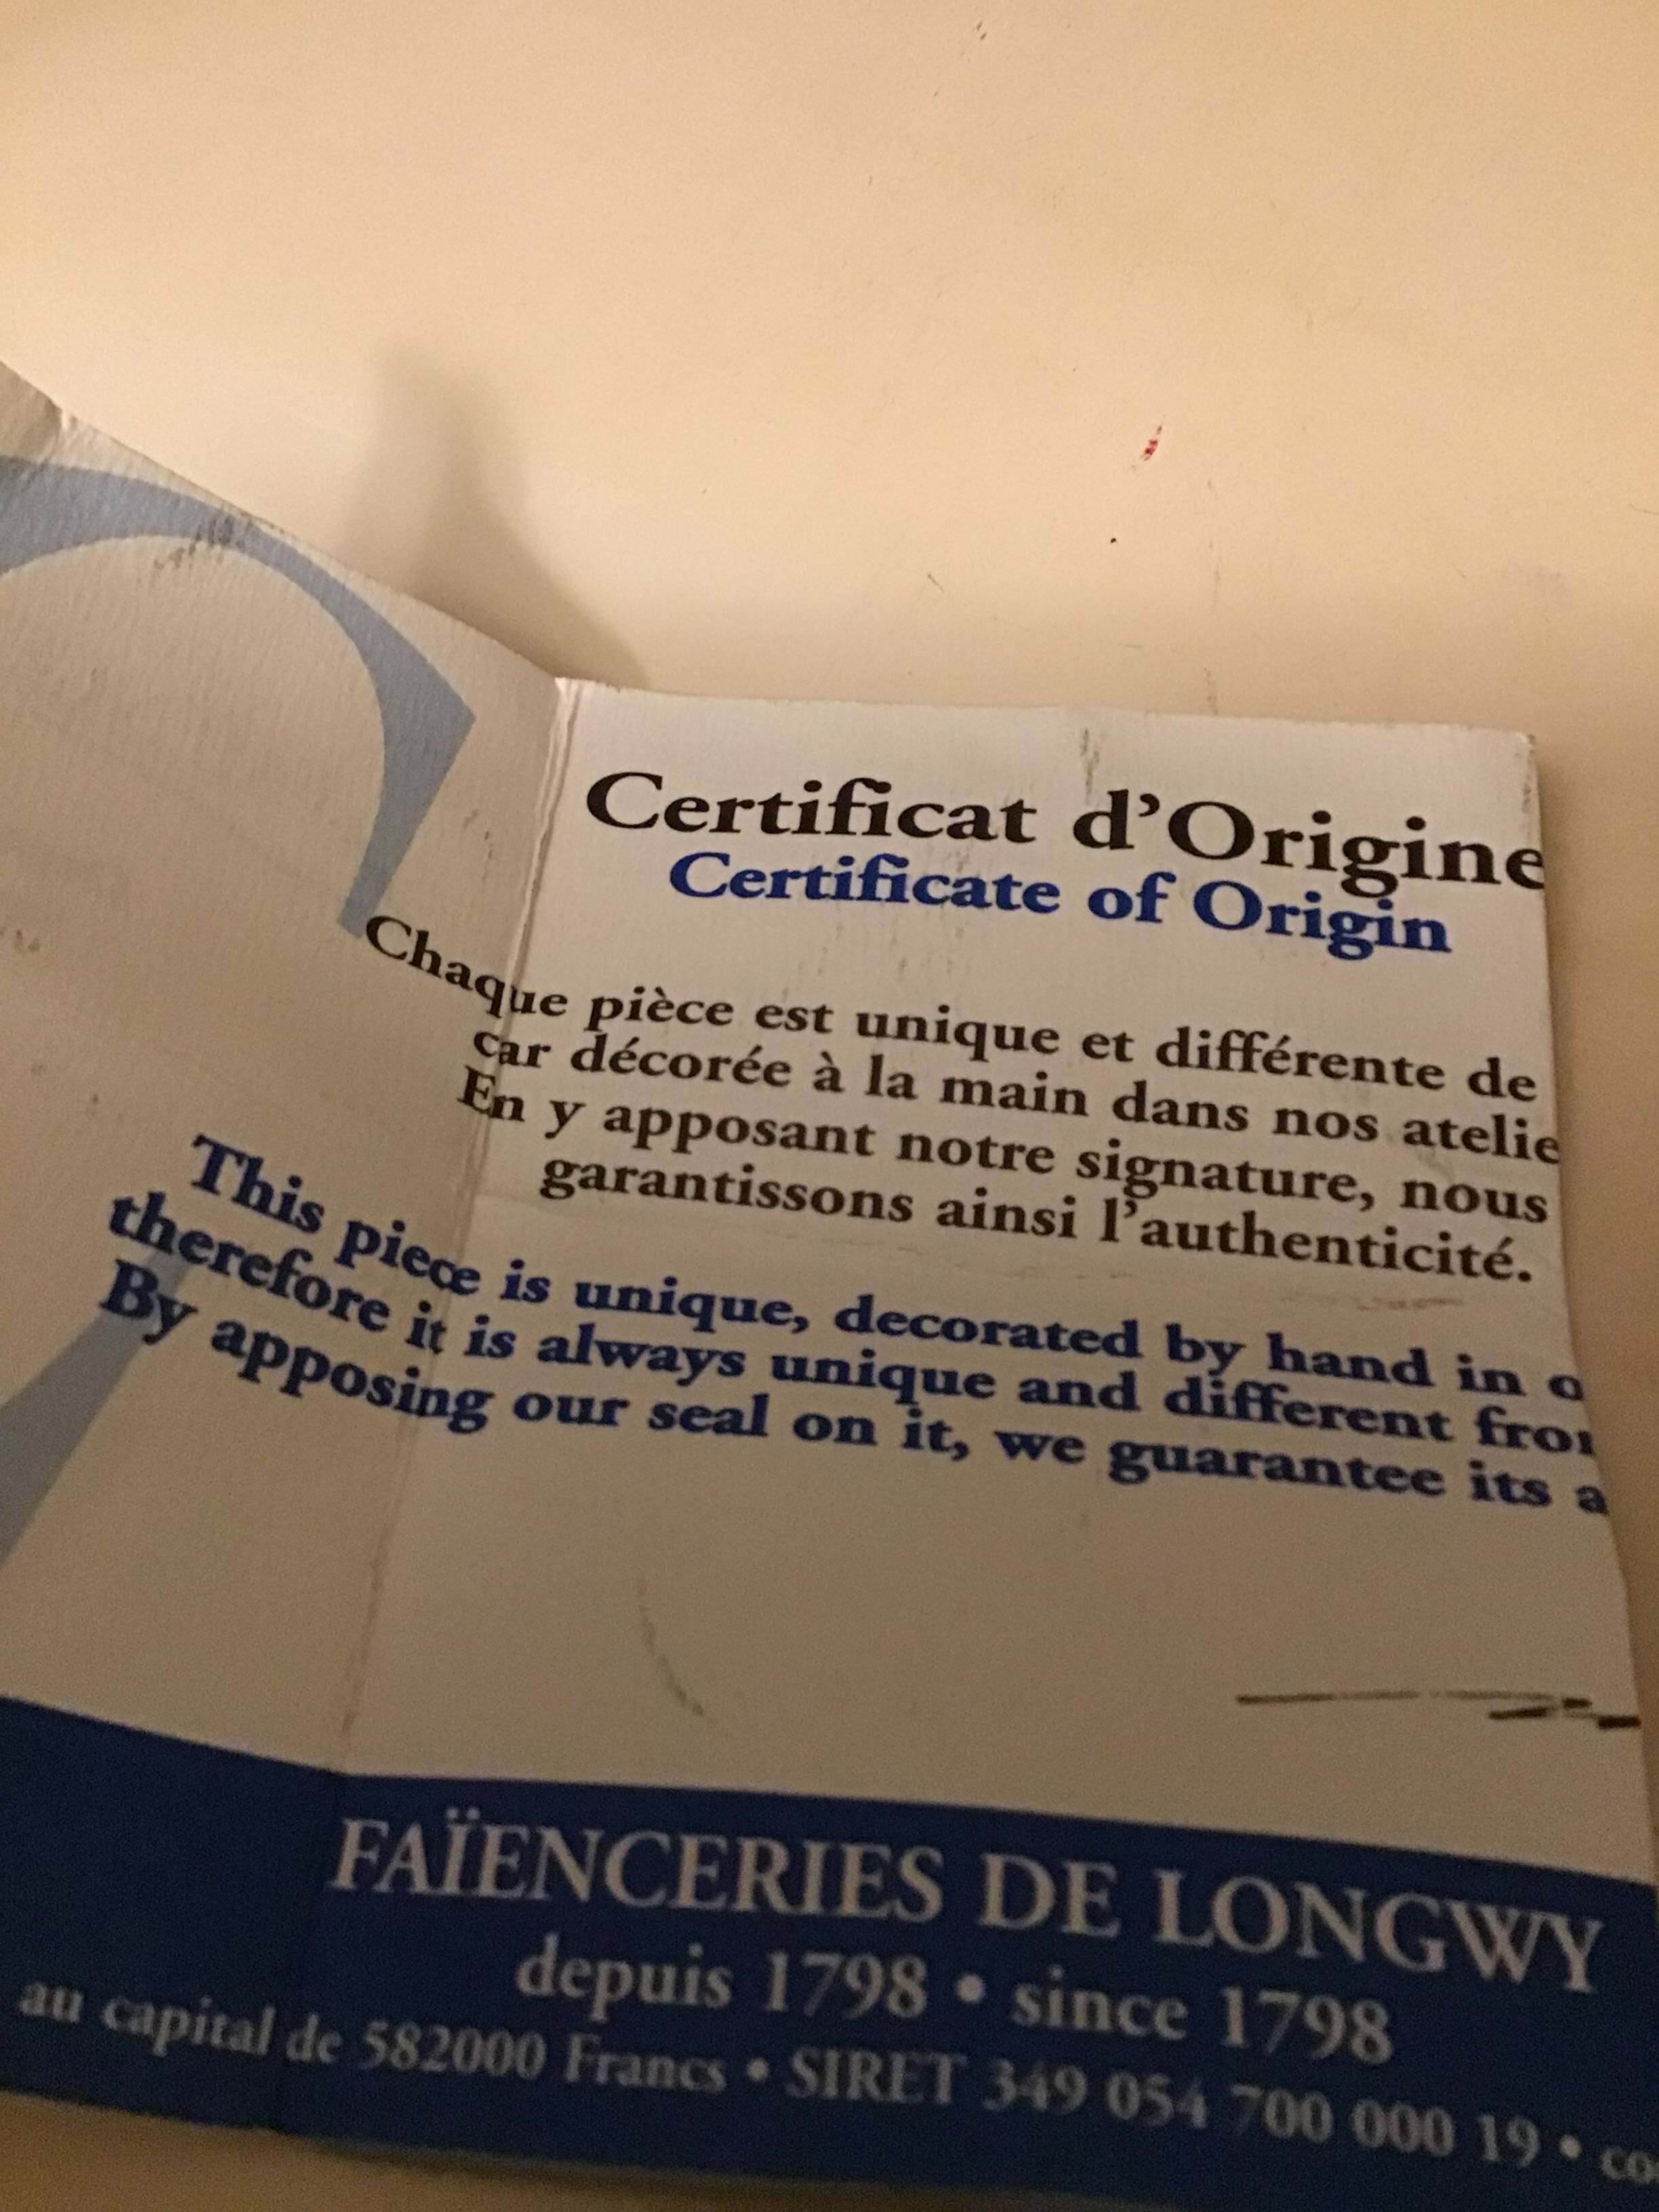 Certificat d'Origine
Certificate of Origin
Chaque pièce est unique et différente de
car décorée à la main dans nos atelie
En y apposant notre signature, nous
garantissons ainsi l'authenticité.
This piece is unique, decorated by hand in o
therefore it is always unique and different from
By apposing our seal on it, we guarantee its a
FAÏENCERIES DE LONGWY
depuis 1798 • since 1798
au capital de 582000 Francs • SIRET 349 054 700 000 19 • co